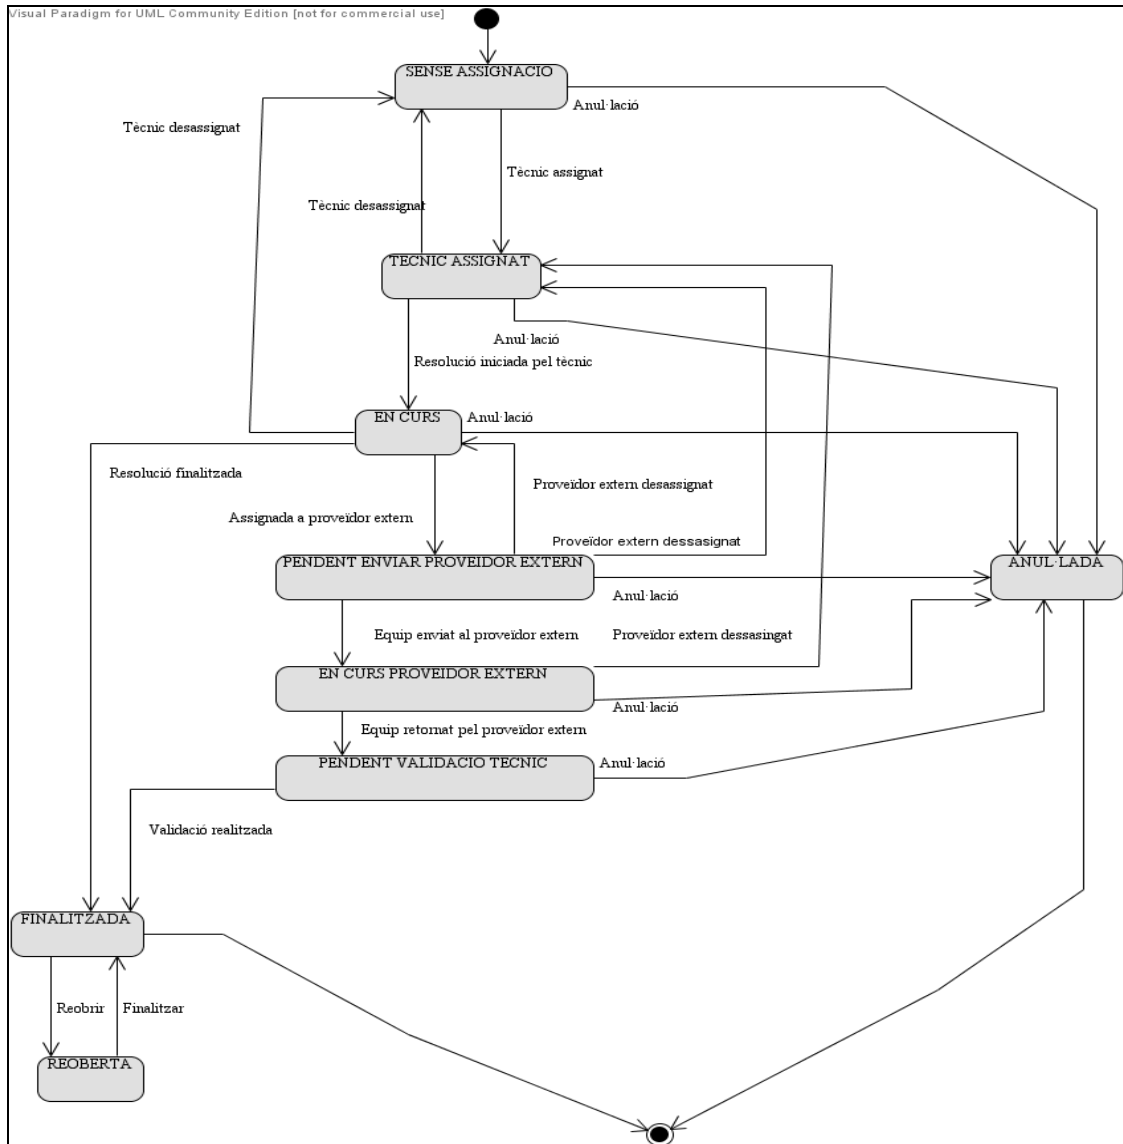 Visual Paradigm for UML Community Edition [not for commercial use]
SENSE ASSIGNACIO
Anul·lació
Tècnic desassignat
Tècnic assignat
Tècnic desassignat
TECNIC ASSIGNAT
Anul·lació
Resolució iniciada pel tècnic
EN CURS
Anul·lació
Resolució finalitzada
Proveïdor extern desassignat
Assignada a proveïdor extern
Proveïdor extern dessasignat
PENDENT ENVIAR PROVEIDOR EXTERN
ANUL·LADA
Anul·lació
Equip enviat al proveïdor extern
Proveïdor extern dessasingat
EN CURS PROVEIDOR EXTERN
Anul·lació
Equip retornat pel proveïdor extern
PENDENT VALIDACIO TECNIC
Anul·lació
Validació realitzada
FINALITZADA
Reobrir
Finalitzar
REOBERTA